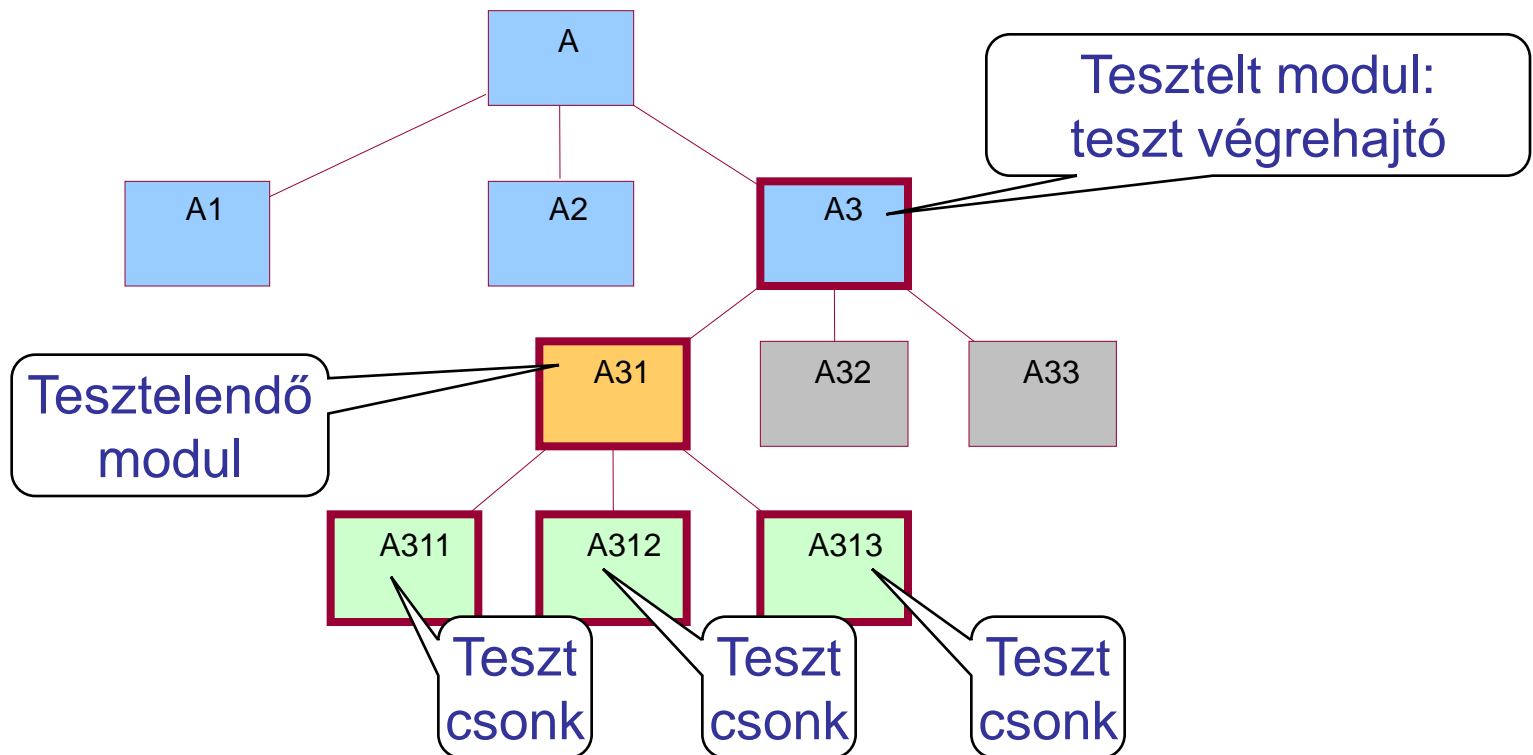 A
Tesztelt modul:
teszt végrehajtó
A1
A2
A3
Tesztelendő
modul
A31
A32
A33
A311
A312
A313
Teszt
csonk
Teszt
csonk
Teszt
csonk